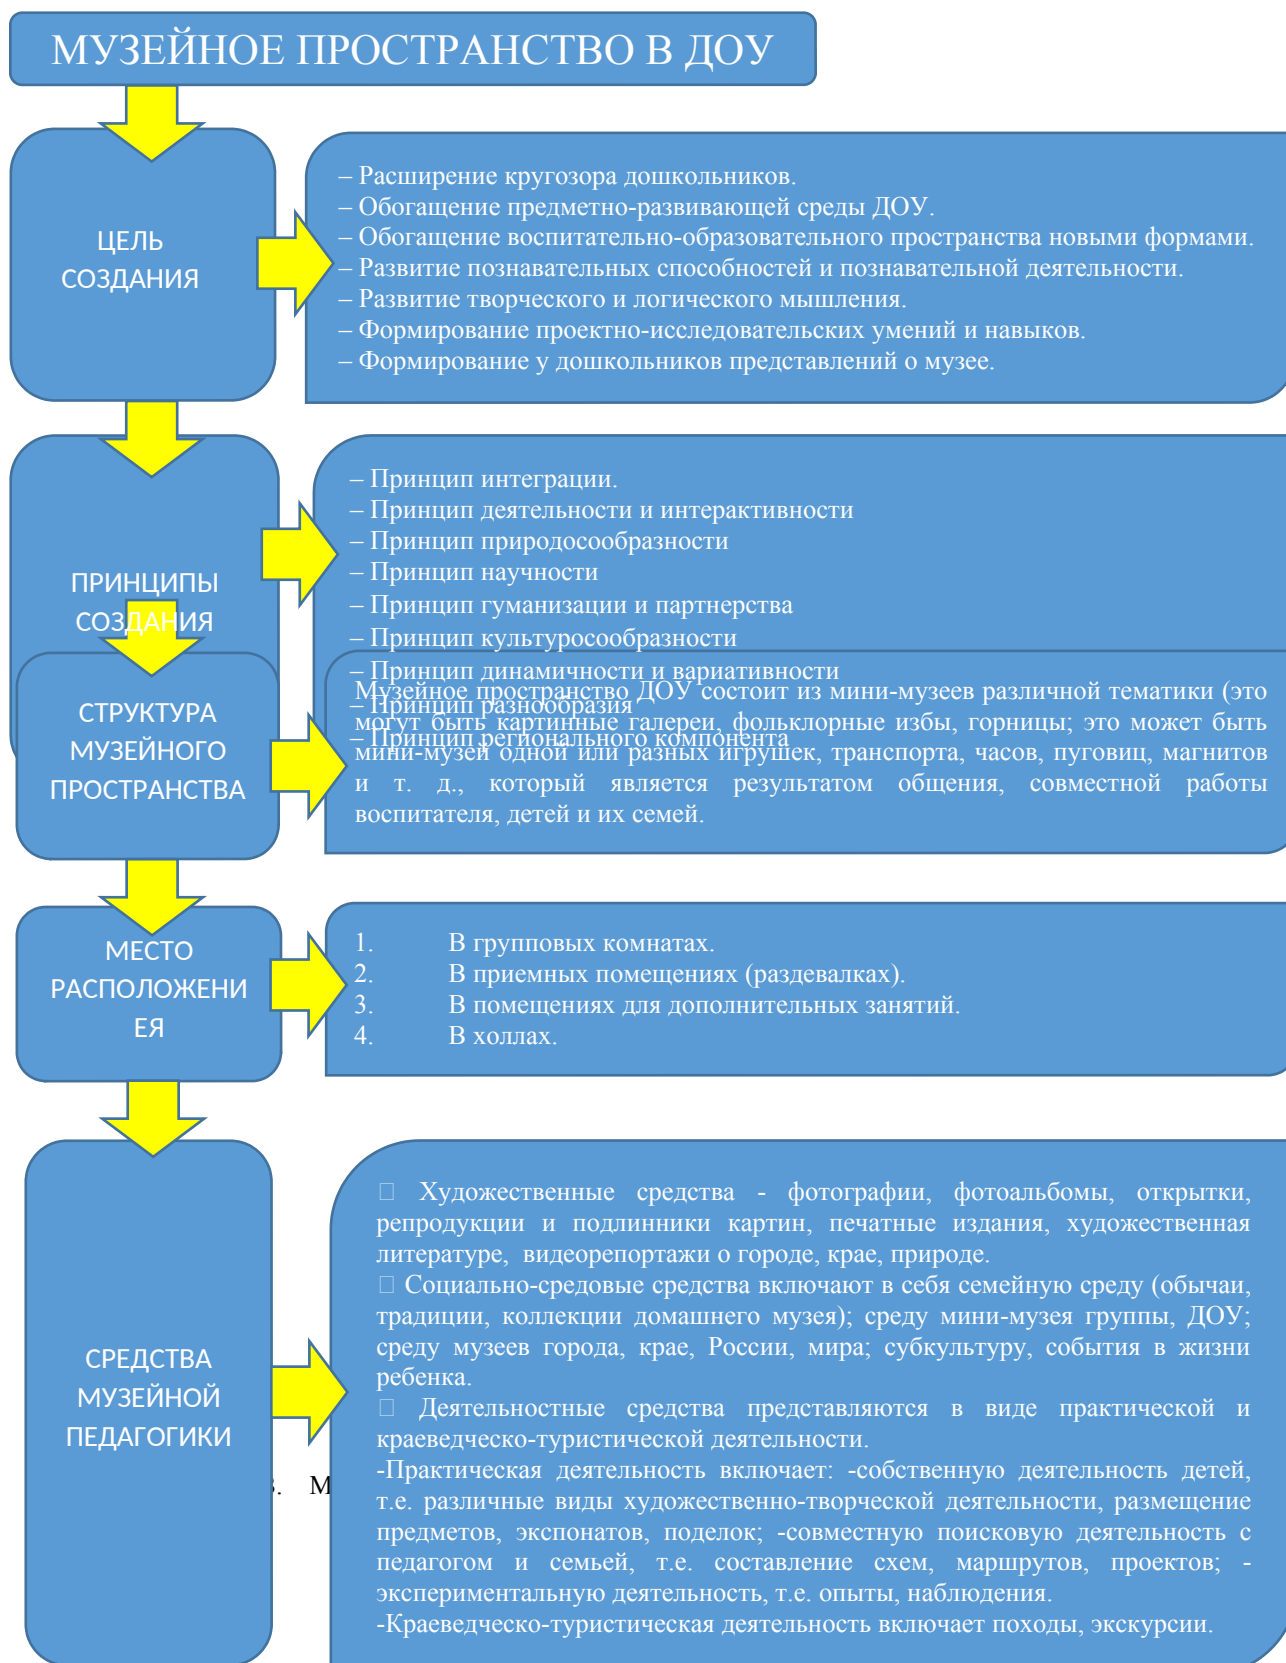 МУЗЕЙНОЕ ПРОСТРАНСТВО В ДОУ
ЦЕЛЬ
СОЗДАНИЯ
– Расширение кругозора дошкольников.
– Обогащение предметно-развивающей среды ДОУ.
– Обогащение воспитательно-образовательного пространства новыми формами.
– Развитие познавательных способностей и познавательной деятельности.
– Развитие творческого и логического мышления.
– Формирование проектно-исследовательских умений и навыков.
– Формирование у дошкольников представлений о музее.
ПРИНЦИПЫ
СОЗДАНИЯ
– Принцип интеграции.
– Принцип деятельности и интерактивности
– Принцип природосообразности
– Принцип научности
– Принцип гуманизации и партнерства
– Принцип культуросообразности
– Принцип динамичности и вариативности
– Принцип разнообразия
– Принцип регионального компонента
СТРУКТУРА
МУЗЕЙНОГО
ПРОСТРАНСТВА
Музейное пространство ДОУ состоит из мини-музеев различной тематики (это
могут быть картинные галереи, фольклорные избы, горницы; это может быть
мини-музей одной или разных игрушек, транспорта, часов, пуговиц, магнитов
и т. д., который является результатом общения, совместной работы
воспитателя, детей и их семей.
МЕСТО
РАСПОЛОЖЕНИ
ЕЯ
1. В групповых комнатах.
2. В приемных помещениях (раздевалках).
3. В помещениях для дополнительных занятий.
4. В холлах.
СРЕДСТВА
МУЗЕЙНОЙ
ПЕДАГОГИКИ
Художественные средства - фотографии, фотоальбомы, открытки,
репродукции и подлинники картин, печатные издания, художественная
литературе, видеорепортажи о городе, крае, природе.
Социально-средовые средства включают в себя семейную среду (обычаи,
традиции, коллекции домашнего музея); среду мини-музея группы, ДОУ;
среду музеев города, крае, России, мира; субкультуру, события в жизни
ребенка.
Деятельностные средства представляются в виде практической и
краеведческо-туристической деятельности.
-Практическая деятельность включает: -собственную деятельность детей,
т.е. различные виды художественно-творческой деятельности, размещение
предметов, экспонатов, поделок; -совместную поисковую деятельность с
педагогом и семьей, т.е. составление схем, маршрутов, проектов; -
экспериментальную деятельность, т.е. опыты, наблюдения.
-Краеведческо-туристическая деятельность включает походы, экскурсии.